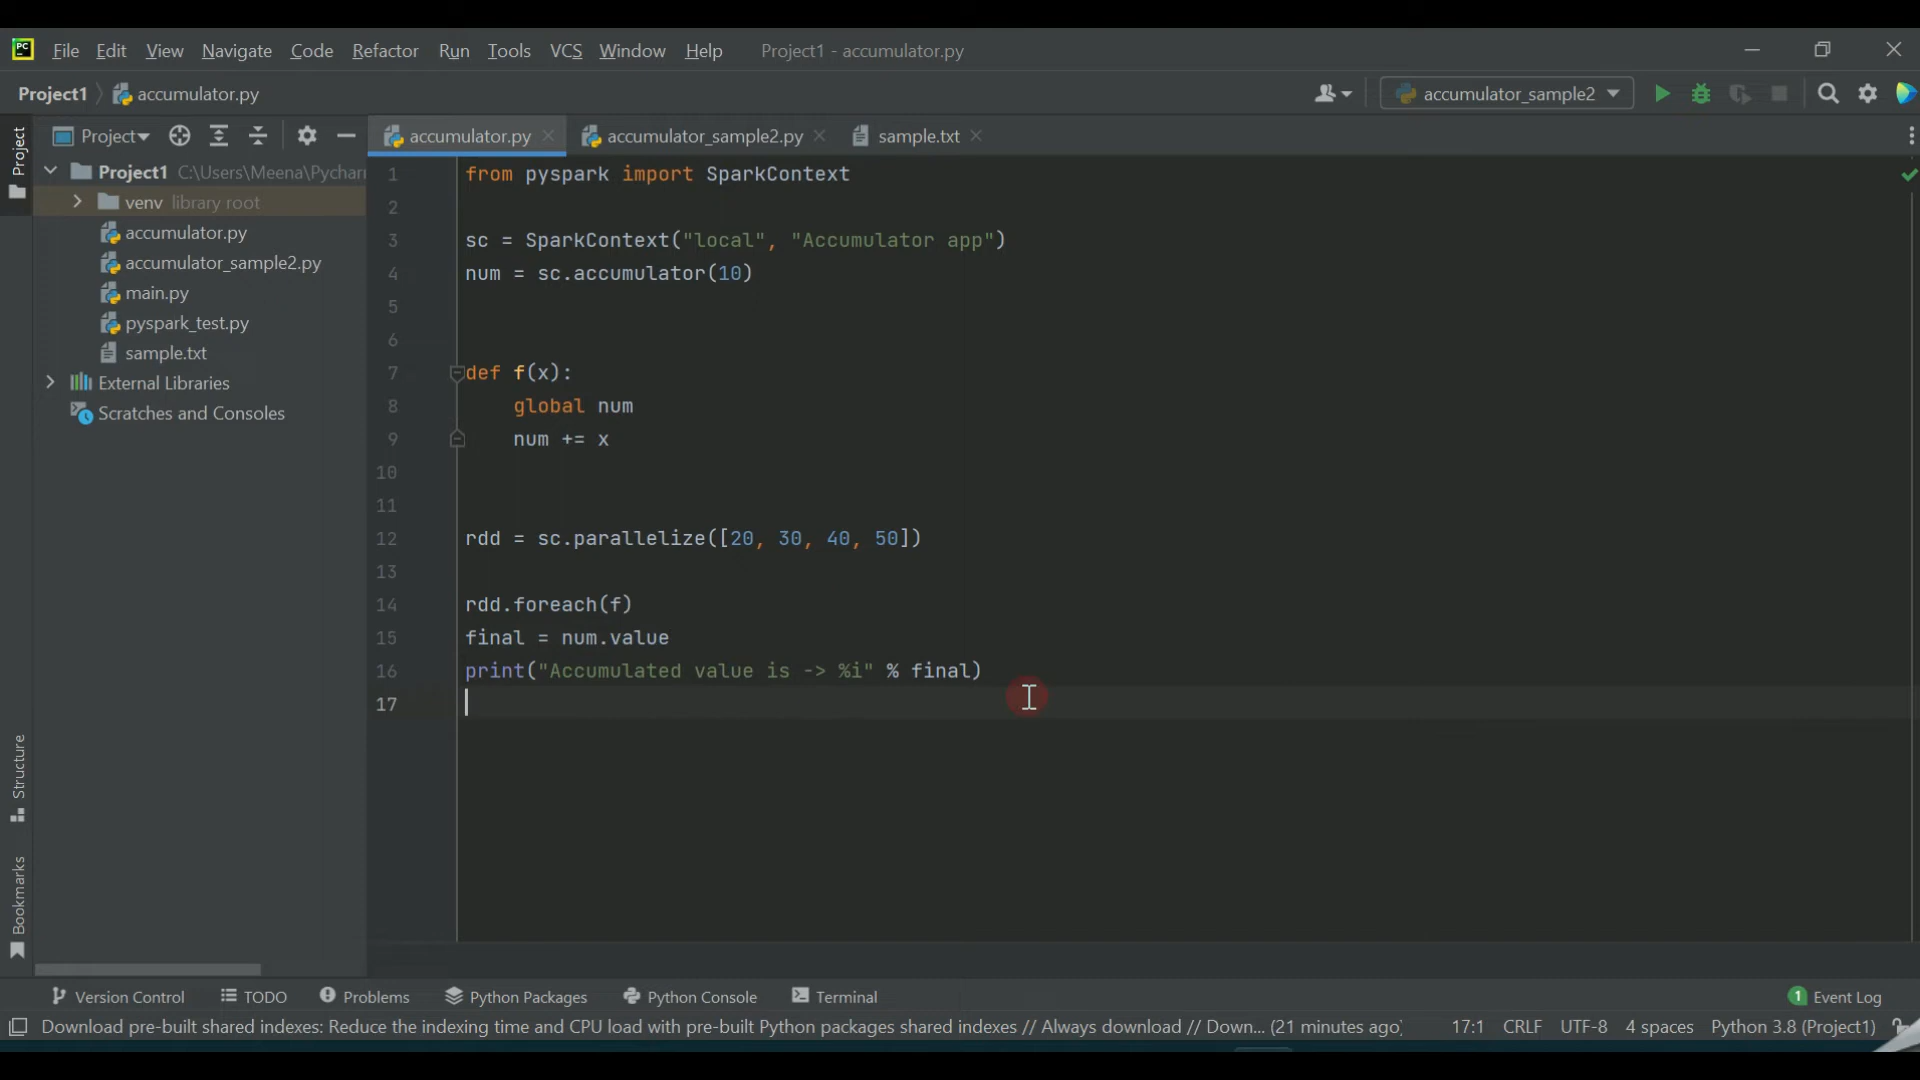 PC File Edit View Navigate Code Refactor Run Tools VCS Window Help Project1 - accumulator.py
Project1 accumulator.py accumulator_sample2
Project accumulator.py accumulator_sample2.py sample.txt
Project
Structure
Bookmarks
Project1 C:\Users\Meena\Pychar
venv library root
accumulator.py
accumulator_sample2.py
main.py
pyspark_test.py
sample.txt
External Libraries
Scratches and Consoles
1 from pyspark import SparkContext
2
3 sc = SparkContext("local", "Accumulator app")
4 num = sc.accumulator(10)
5
6
7 def f(x):
8 global num
9 num += x
10
11
12 rdd = sc.parallelize([20, 30, 40, 50])
13
14 rdd.foreach(f)
15 final = num.value
16 print("Accumulated value is -> %i" % final)
17
Version Control TODO Problems Python Packages Python Console Terminal 1 Event Log
Download pre-built shared indexes: Reduce the indexing time and CPU load with pre-built Python packages shared indexes // Always download // Down... (21 minutes ago) 17:1 CRLF UTF-8 4 spaces Python 3.8 (Project1)